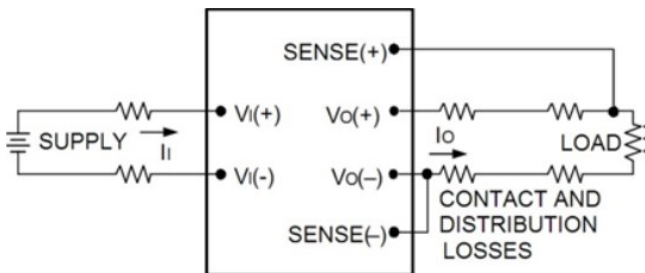 SENSE(+)
VI(+)
VO(+)
SUPPLY
II
IO
LOAD
VI(-)
VO(–)
CONTACT AND
DISTRIBUTION
LOSSES
SENSE(–)